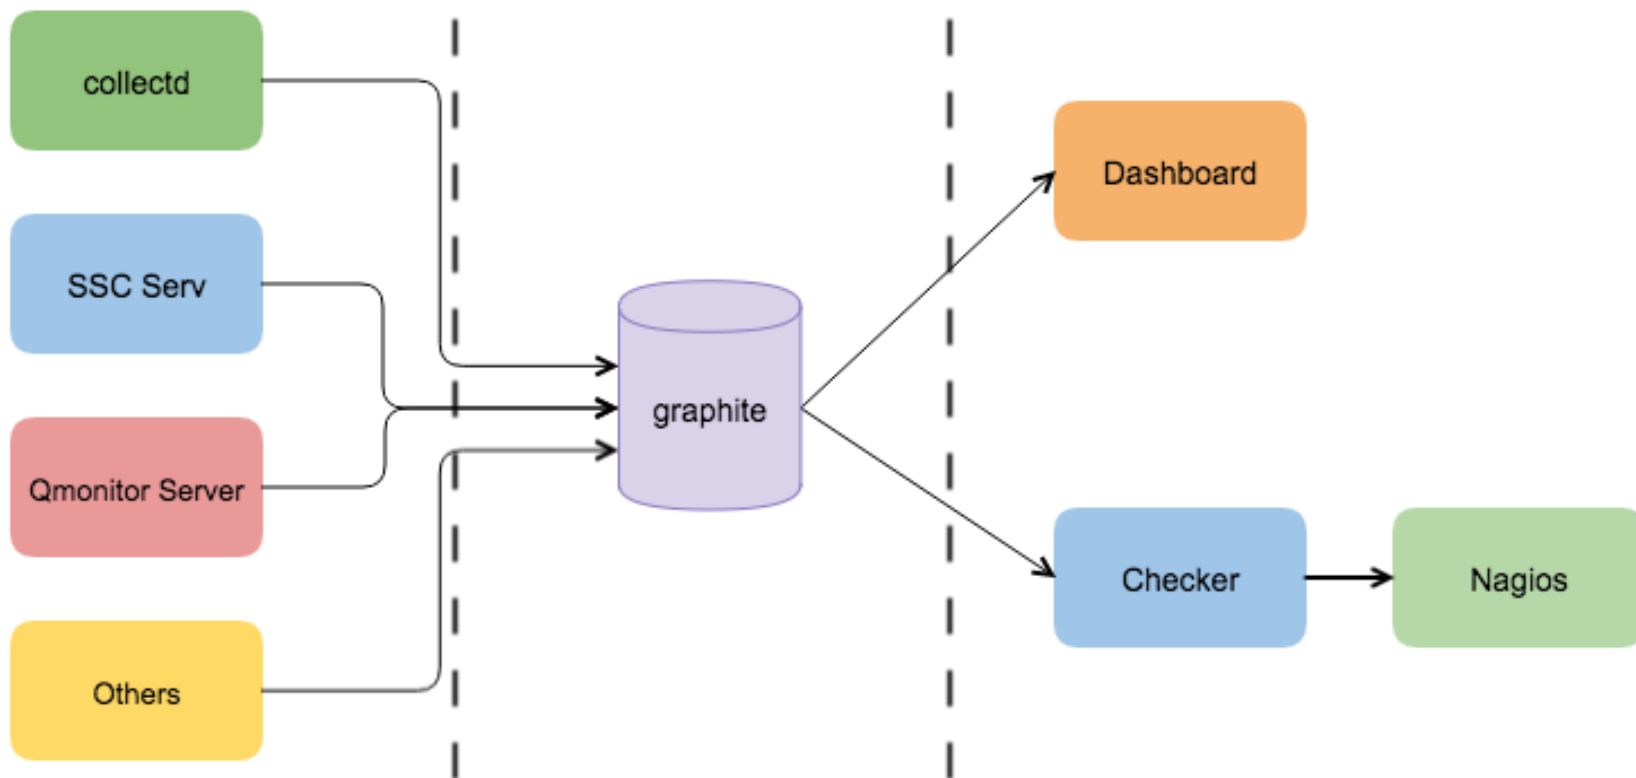 collectd
SSC Serv
Qmonitor Server
Others
graphite
Dashboard
Checker
Nagios